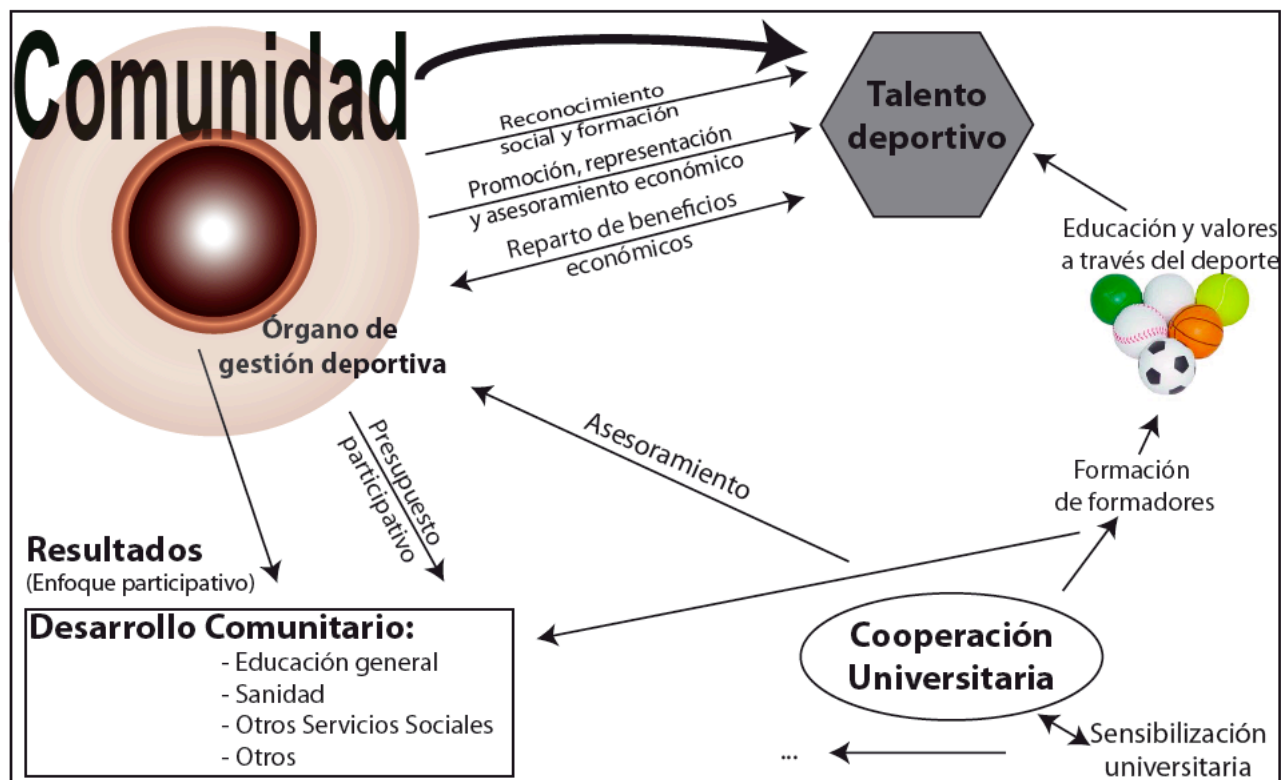 Comunidad
Talento
deportivo
Reconocimiento
social y formación
Promoción, representación
y asesoramiento económico
Reparto de beneficios
económicos
Educación y valores
a través del deporte
Órgano de
gestión deportiva
Presupuesto
participativo
Asesoramiento
Formación
de formadores
Resultados
(Enfoque participativo)
Desarrollo Comunitario:
- Educación general
- Sanidad
- Otros Servicios Sociales
- Otros
Cooperación
Universitaria
Sensibilización
universitaria
...